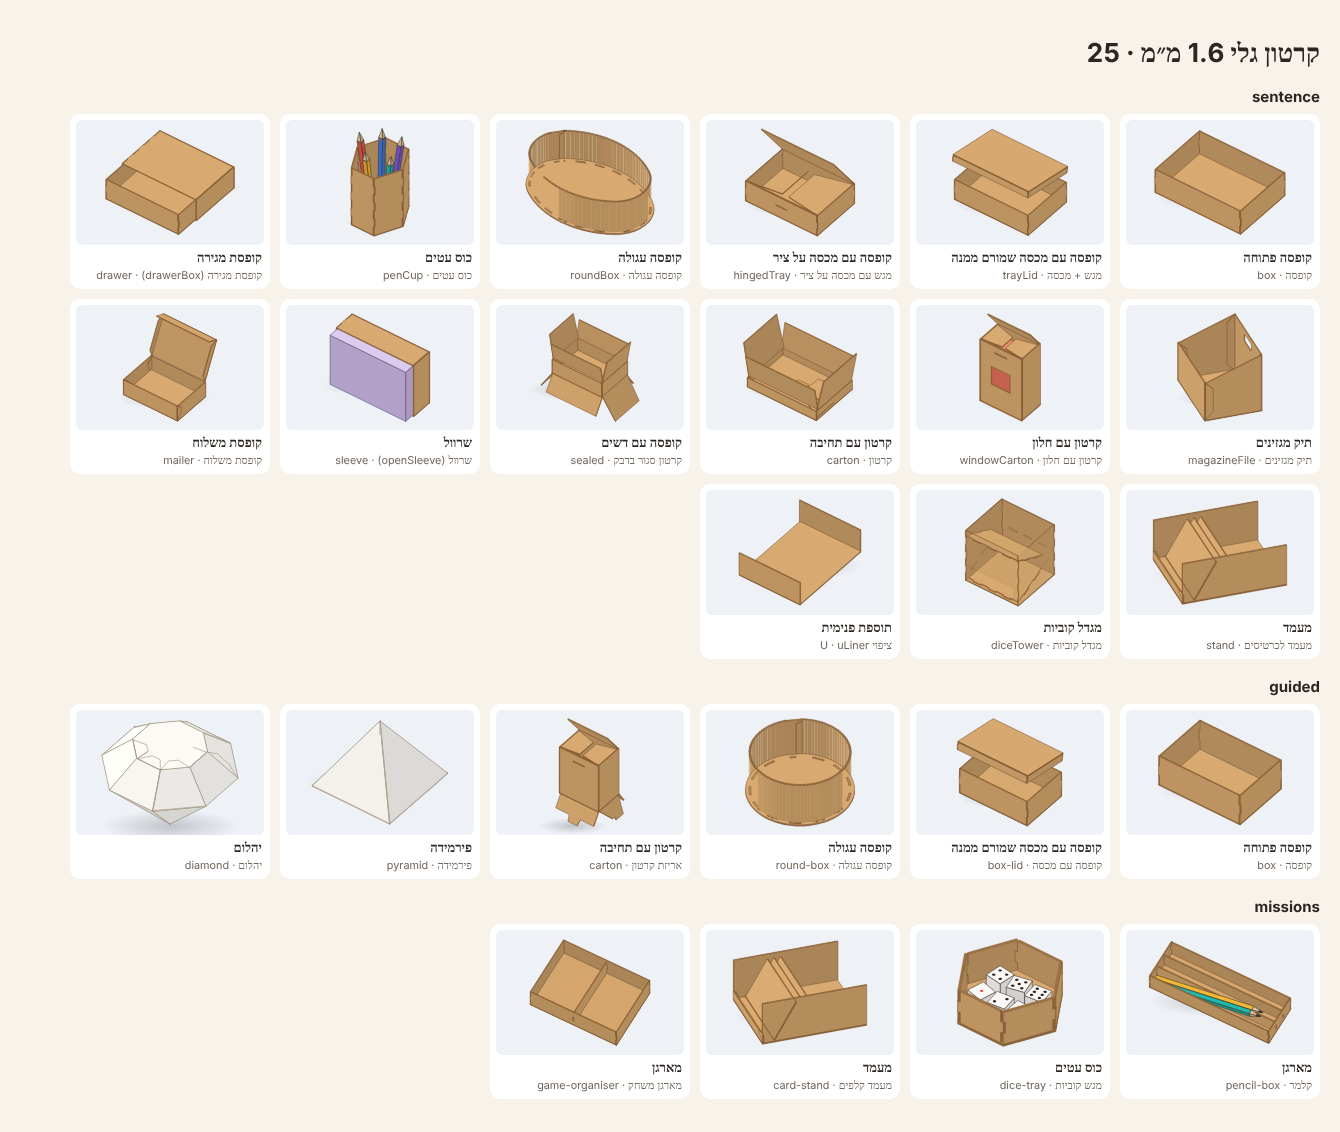 קרטון גלי 1.6 מ״מ · 25
sentence
קופסה פתוחה
קופסה · box
קופסה עם מכסה שמורם ממנה
מגש + מכסה · trayLid
קופסה עם מכסה על ציר
מגש עם מכסה על ציר · hingedTray
קופסה עגולה
קופסה עגולה · roundBox
כוס עטים
כוס עטים · penCup
קופסת מגירה
קופסת מגירה (drawerBox) · drawer
תיק מגזינים
תיק מגזינים · magazineFile
קרטון עם חלון
קרטון עם חלון · windowCarton
קרטון עם תחיבה
קרטון · carton
קופסה עם דשים
קרטון סגור בדבק · sealed
שרוול
שרוול (openSleeve) · sleeve
קופסת משלוח
קופסת משלוח · mailer
מעמד
מעמד לכרטיסים · stand
מגדל קוביות
מגדל קוביות · diceTower
תוספת פנימית
ציפוי U · uLiner
guided
קופסה פתוחה
קופסה · box
קופסה עם מכסה שמורם ממנה
קופסה עם מכסה · box-lid
קופסה עגולה
קופסה עגולה · round-box
קרטון עם תחיבה
אריזת קרטון · carton
פירמידה
פירמידה · pyramid
יהלום
יהלום · diamond
missions
מארגן
קלמר · pencil-box
כוס עטים
מגש קוביות · dice-tray
מעמד
מעמד קלפים · card-stand
מארגן
מארגן משחק · game-organiser